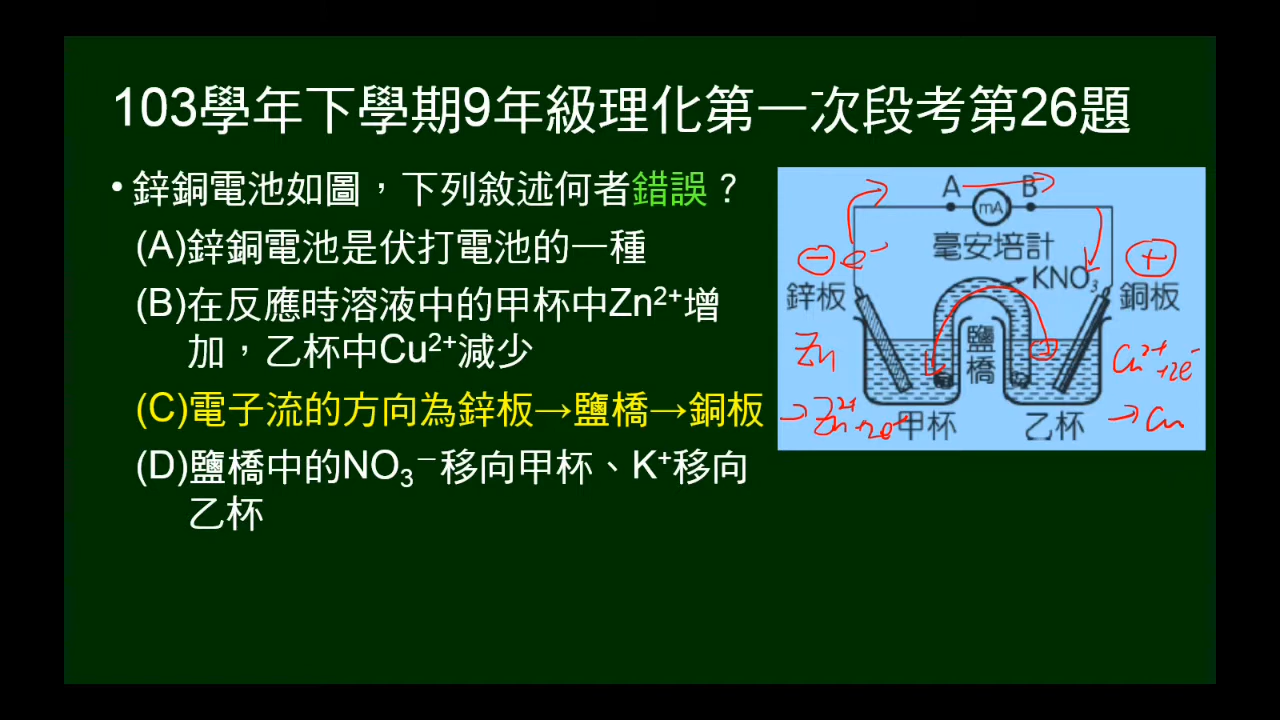 103學年下學期9年級理化第一次段考第26題
• 鋅銅電池如圖，下列敘述何者錯誤？
(A)鋅銅電池是伏打電池的一種
(B)在反應時溶液中的甲杯中Zn²⁺增
加，乙杯中Cu²⁺減少
(C)電子流的方向為鋅板→鹽橋→銅板
(D)鹽橋中的NO₃⁻移向甲杯、K⁺移向
乙杯
A mA B
毫安培計
⊖ e⁻ ⊕
KNO₃
鋅板 銅板
鹽橋
Zn Cu²⁺+2e⁻
→Zn²⁺+2e⁻ →Cu
甲杯 乙杯